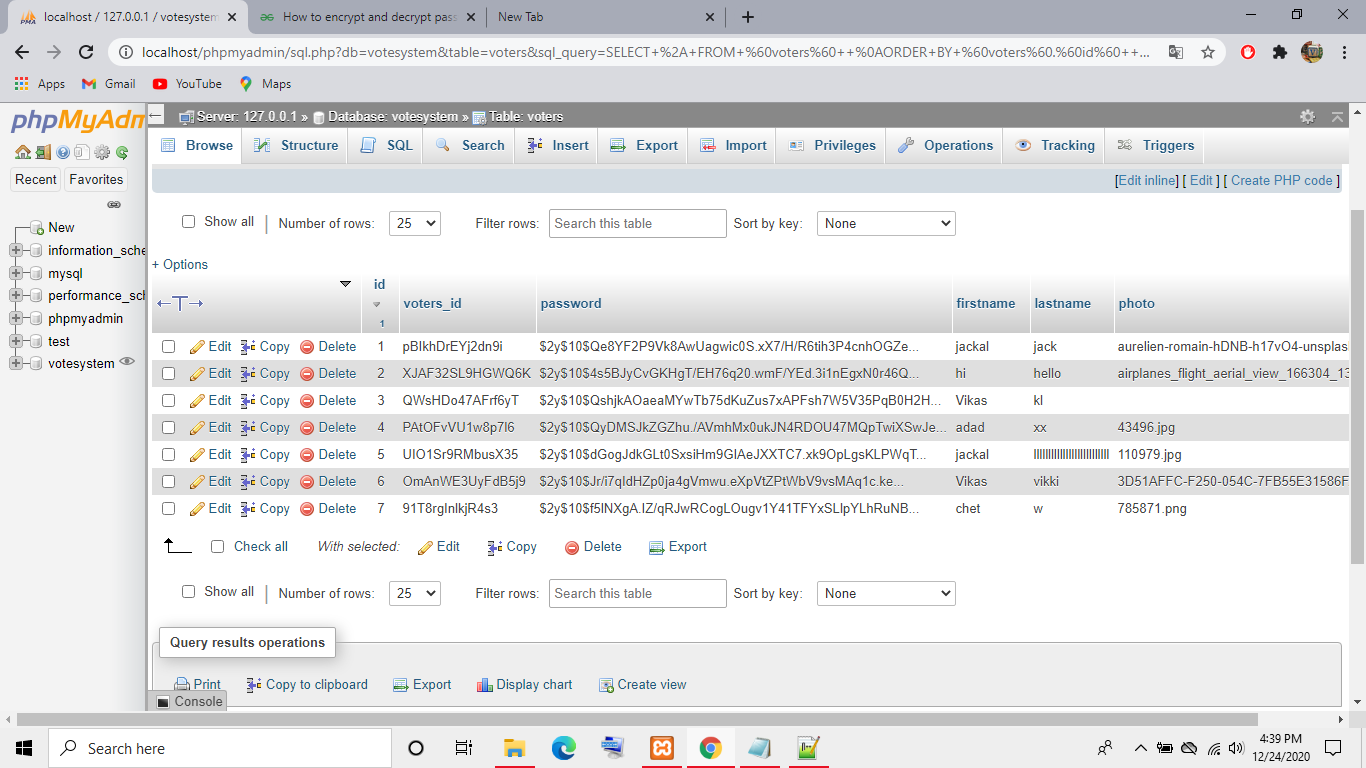 localhost / 127.0.0.1 / votesystem
How to encrypt and decrypt pass
New Tab
localhost/phpmyadmin/sql.php?db=votesystem&table=voters&sql_query=SELECT+%2A+FROM+%60voters%60++%0AORDER+BY+%60voters%60.%60id%60++...
Apps Gmail YouTube Maps
phpMyAdm
Server: 127.0.0.1 » Database: votesystem » Table: voters
Browse Structure SQL Search Insert Export Import Privileges Operations Tracking Triggers
Recent Favorites
[Edit inline] [ Edit ] [ Create PHP code ]
New
information_sche
mysql
performance_sch
phpmyadmin
test
votesystem
Show all Number of rows: 25 Filter rows: Search this table Sort by key: None
+ Options
←T→ id 1 voters_id password firstname lastname photo
Edit Copy Delete 1 pBIkhDrEYj2dn9i $2y$10$Qe8YF2P9Vk8AwUagwic0S.xX7/H/R6tih3P4cnhOGZe... jackal jack aurelien-romain-hDNB-h17vO4-unsplas
Edit Copy Delete 2 XJAF32SL9HGWQ6K $2y$10$4s5BJyCvGKHgT/EH76q20.wmF/YEd.3i1nEgxN0r46Q... hi hello airplanes_flight_aerial_view_166304_13
Edit Copy Delete 3 QWsHDo47AFrf6yT $2y$10$QshjkAOaeaMYwTb75dKuZus7xAPFsh7W5V35PqB0H2H... Vikas kl
Edit Copy Delete 4 PAtOFvVU1w8p7I6 $2y$10$QyDMSJkZGZhu./AVmhMx0ukJN4RDOU47MQpTwiXSwJe... adad xx 43496.jpg
Edit Copy Delete 5 UIO1Sr9RMbusX35 $2y$10$dGogJdkGLt0SxsiHm9GIAeJXXTC7.xk9OpLgsKLPWqT... jackal 110979.jpg
Edit Copy Delete 6 OmAnWE3UyFdB5j9 $2y$10$Jr/i7qIdHZp0ja4gVmwu.eXpVtZPtWbV9vsMAq1c.ke... Vikas vikki 3D51AFFC-F250-054C-7FB55E31586F
Edit Copy Delete 7 91T8rgInlkjR4s3 $2y$10$f5lNXgA.IZ/qRJwRCogLOugv1Y41TFYxSLIpYLhRuNB... chet w 785871.png
Check all With selected: Edit Copy Delete Export
Show all Number of rows: 25 Filter rows: Search this table Sort by key: None
Query results operations
Print Copy to clipboard Export Display chart Create view
Console
Search here
4:39 PM
12/24/2020